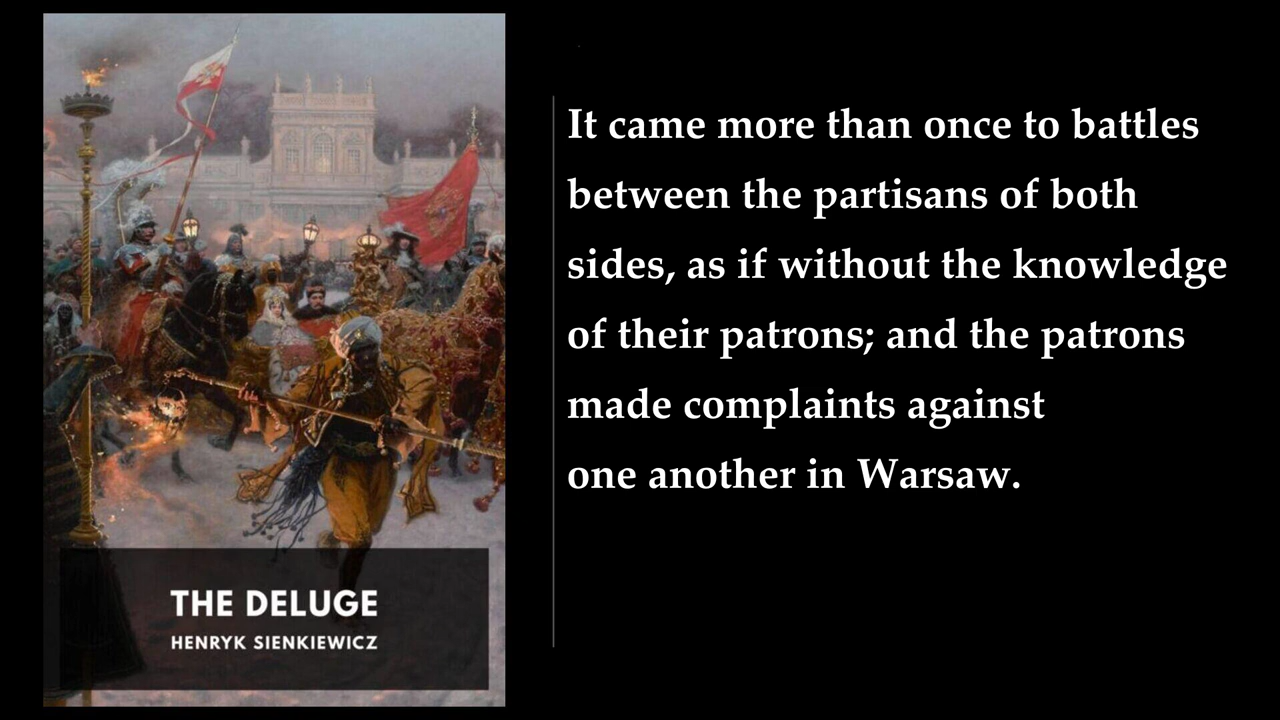 It came more than once to battles
between the partisans of both
sides, as if without the knowledge
of their patrons; and the patrons
made complaints against
one another in Warsaw.
THE DELUGE
HENRYK SIENKIEWICZ